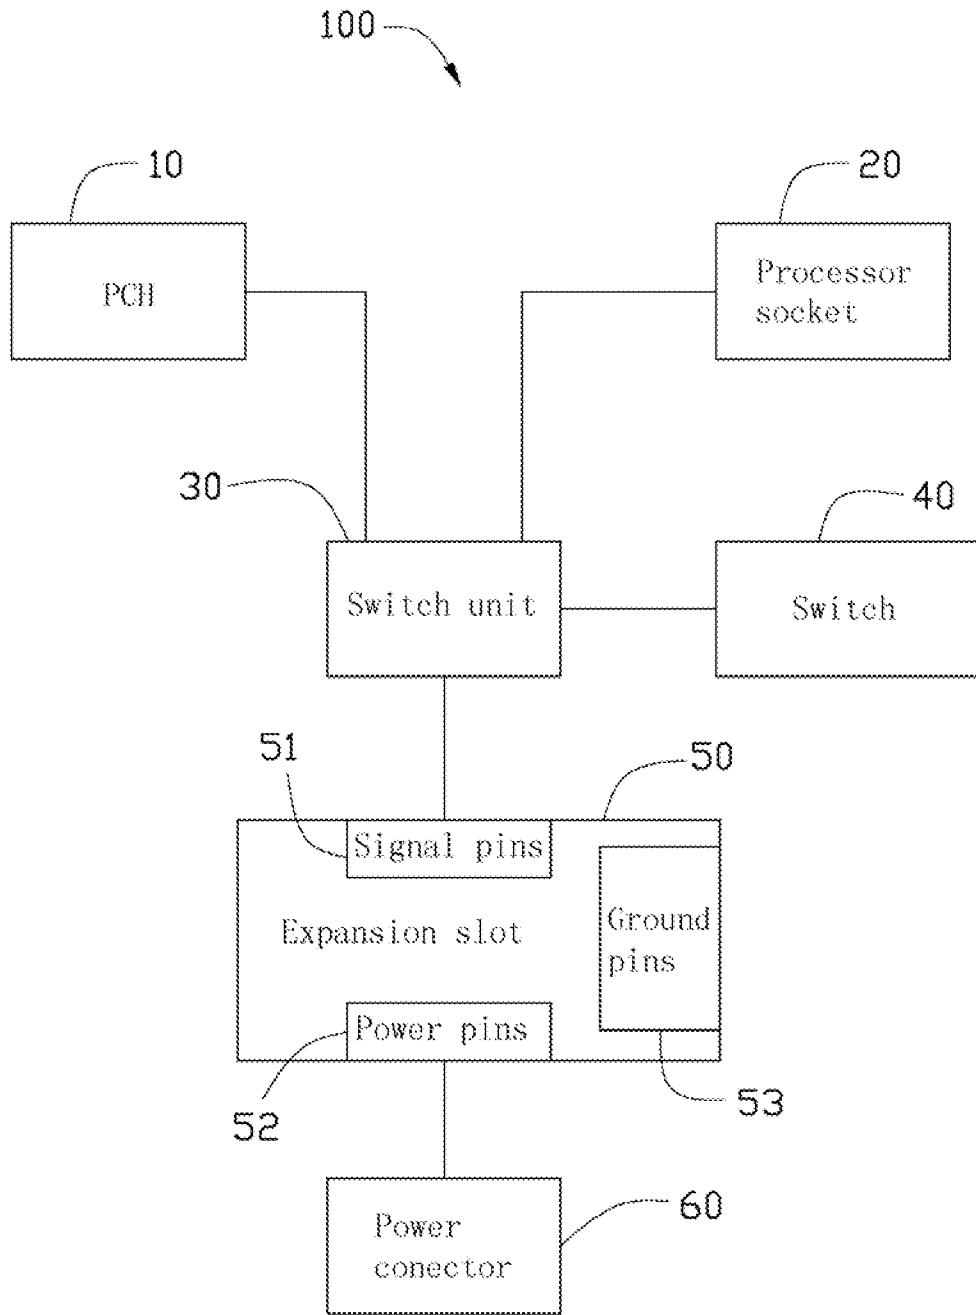 100
10
20
PCH
Processor
socket
30
40
Switch unit
Switch
51
50
Signal pins
Expansion slot
Ground
pins
Power pins
52
53
60
Power
conector